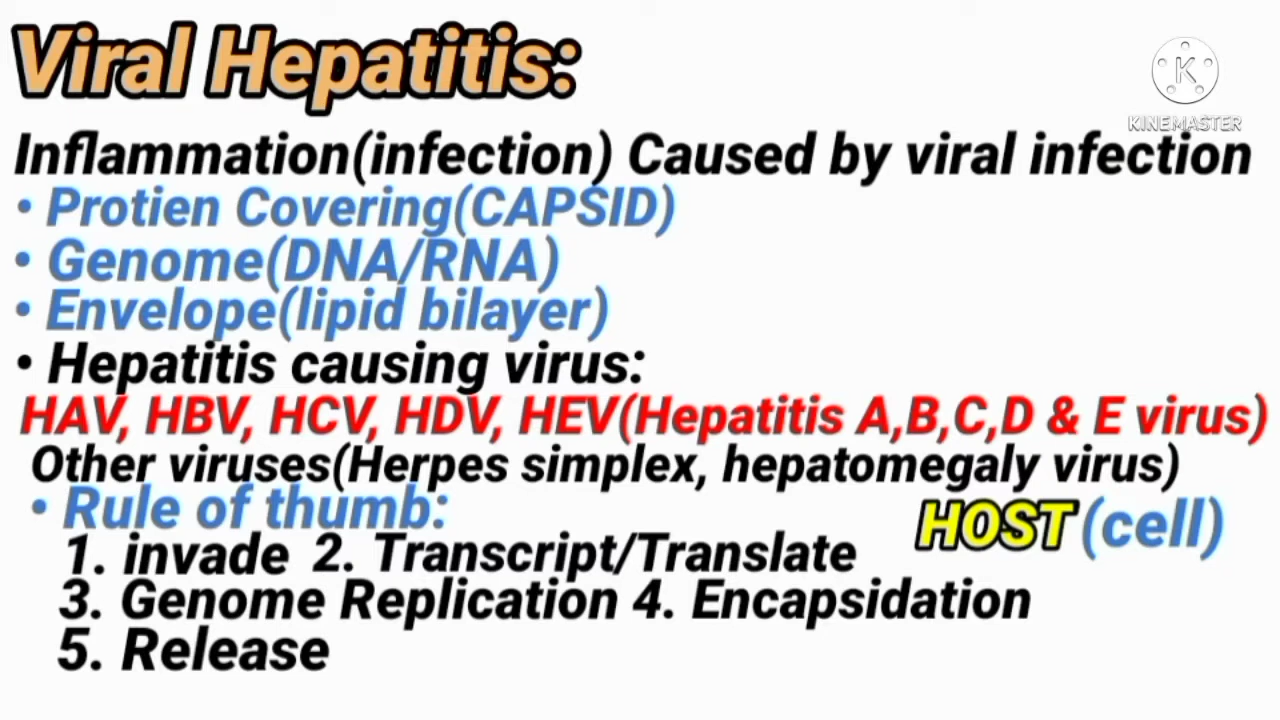 Viral Hepatitis:
K
KINEMASTER
Inflammation(infection) Caused by viral infection
• Protien Covering(CAPSID)
• Genome(DNA/RNA)
• Envelope(lipid bilayer)
• Hepatitis causing virus:
HAV, HBV, HCV, HDV, HEV(Hepatitis A,B,C,D & E virus)
Other viruses(Herpes simplex, hepatomegaly virus)
• Rule of thumb:
HOST(cell)
1. invade 2. Transcript/Translate
3. Genome Replication 4. Encapsidation
5. Release